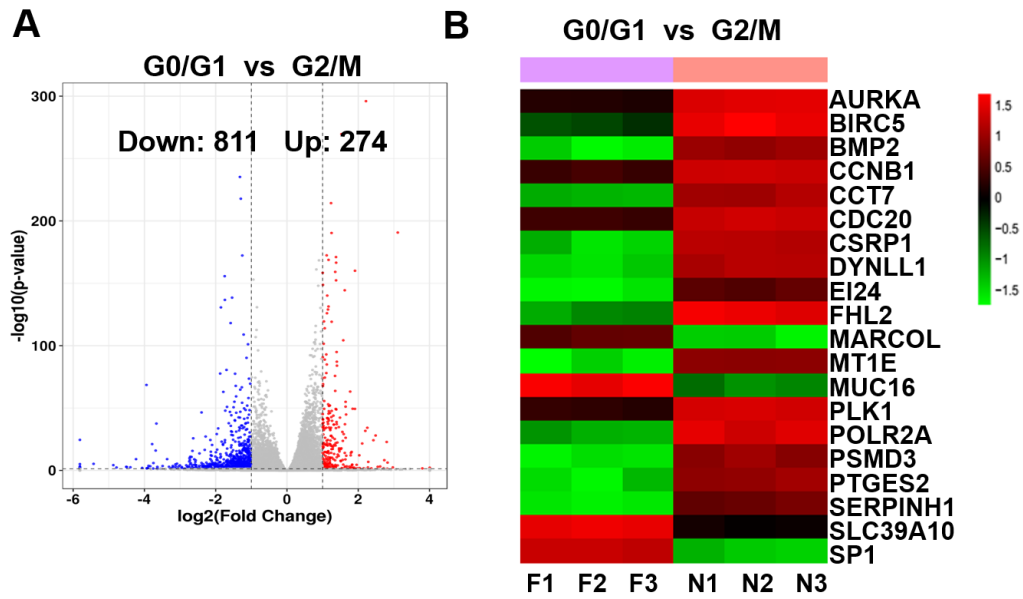 A
G0/G1 vs G2/M
300
200
100
0
-log10(p-value)
Down: 811 Up: 274
-6 -4 -2 0 2 4
log2(Fold Change)
B
G0/G1 vs G2/M
AURKA
BIRC5
BMP2
CCNB1
CCT7
CDC20
CSRP1
DYNLL1
EI24
FHL2
MARCOL
MT1E
MUC16
PLK1
POLR2A
PSMD3
PTGES2
SERPINH1
SLC39A10
SP1
F1 F2 F3 N1 N2 N3
1.5
1
0.5
0
−0.5
−1
−1.5